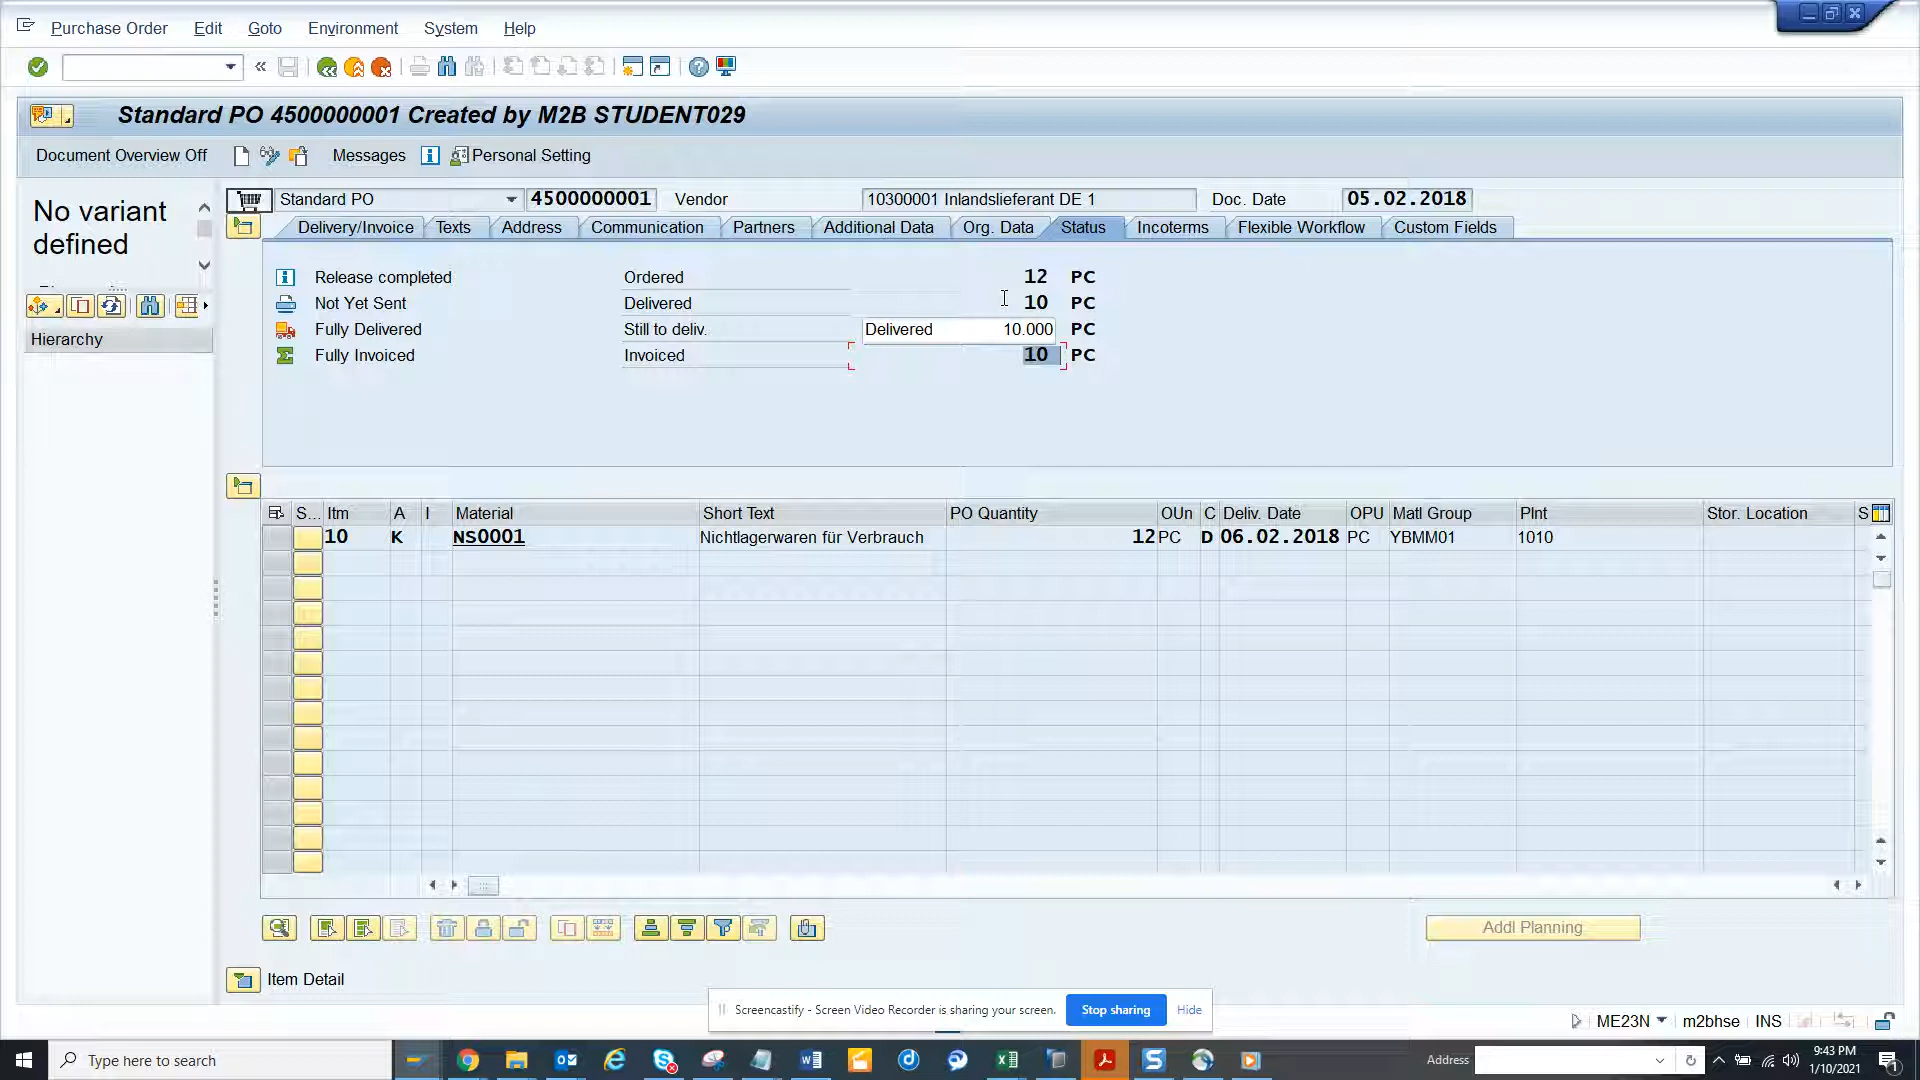 Purchase Order Edit Goto Environment System Help
Standard PO 4500000001 Created by M2B STUDENT029
Document Overview Off Messages Personal Setting
No variant defined
Hierarchy
Standard PO 4500000001 Vendor 10300001 Inlandslieferant DE 1 Doc. Date 05.02.2018
Delivery/Invoice Texts Address Communication Partners Additional Data Org. Data Status Incoterms Flexible Workflow Custom Fields
Release completed Ordered 12 PC
Not Yet Sent Delivered 10 PC
Fully Delivered Still to deliv. Delivered 10.000 PC
Fully Invoiced Invoiced 10 PC
S... Itm A I Material Short Text PO Quantity OUn C Deliv. Date OPU Matl Group Plnt Stor. Location S
10 K NS0001 Nichtlagerwaren für Verbrauch 12 PC D 06.02.2018 PC YBMM01 1010
Addl Planning
Item Detail
Screencastify - Screen Video Recorder is sharing your screen. Stop sharing Hide
ME23N m2bhse INS
Type here to search
Address
9:43 PM
1/10/2021
1